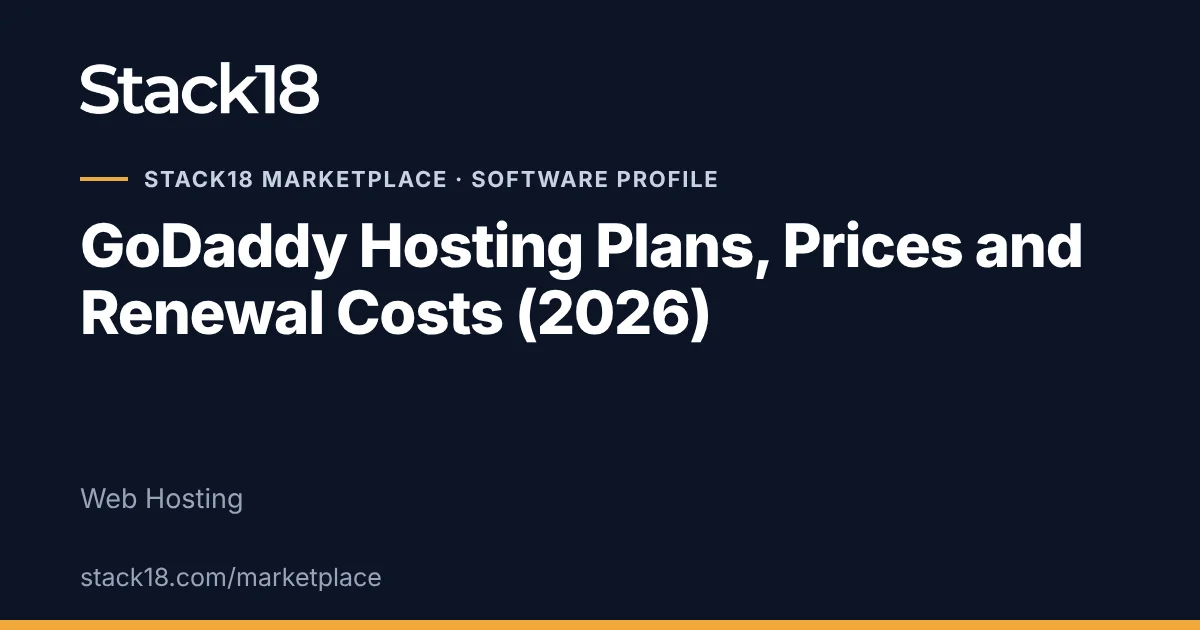 Stack18
STACK18 MARKETPLACE · SOFTWARE PROFILE
GoDaddy Hosting Plans, Prices and
Renewal Costs (2026)
Web Hosting
stack18.com/marketplace